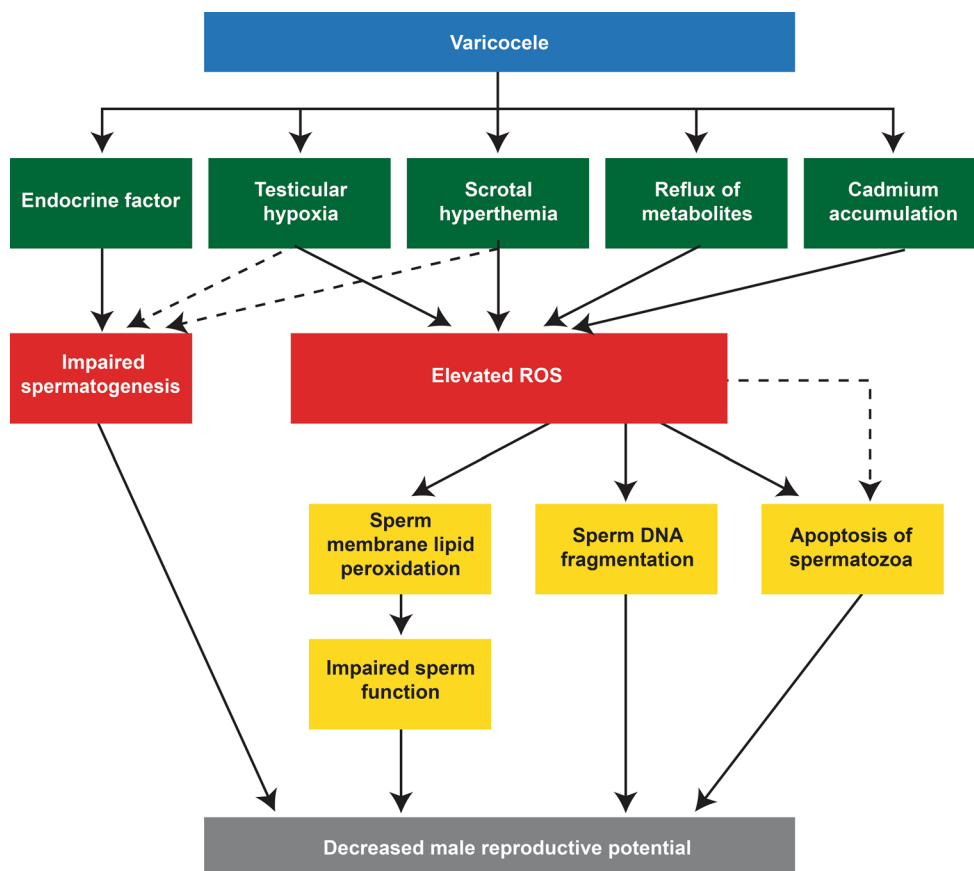 Varicocele
Endocrine factor
Testicular
hypoxia
Scrotal
hyperthemia
Reflux of
metabolites
Cadmium
accumulation
Impaired
spermatogenesis
Elevated ROS
Sperm
membrane lipid
peroxidation
Sperm DNA
fragmentation
Apoptosis of
spermatozoa
Impaired sperm
function
Decreased male reproductive potential